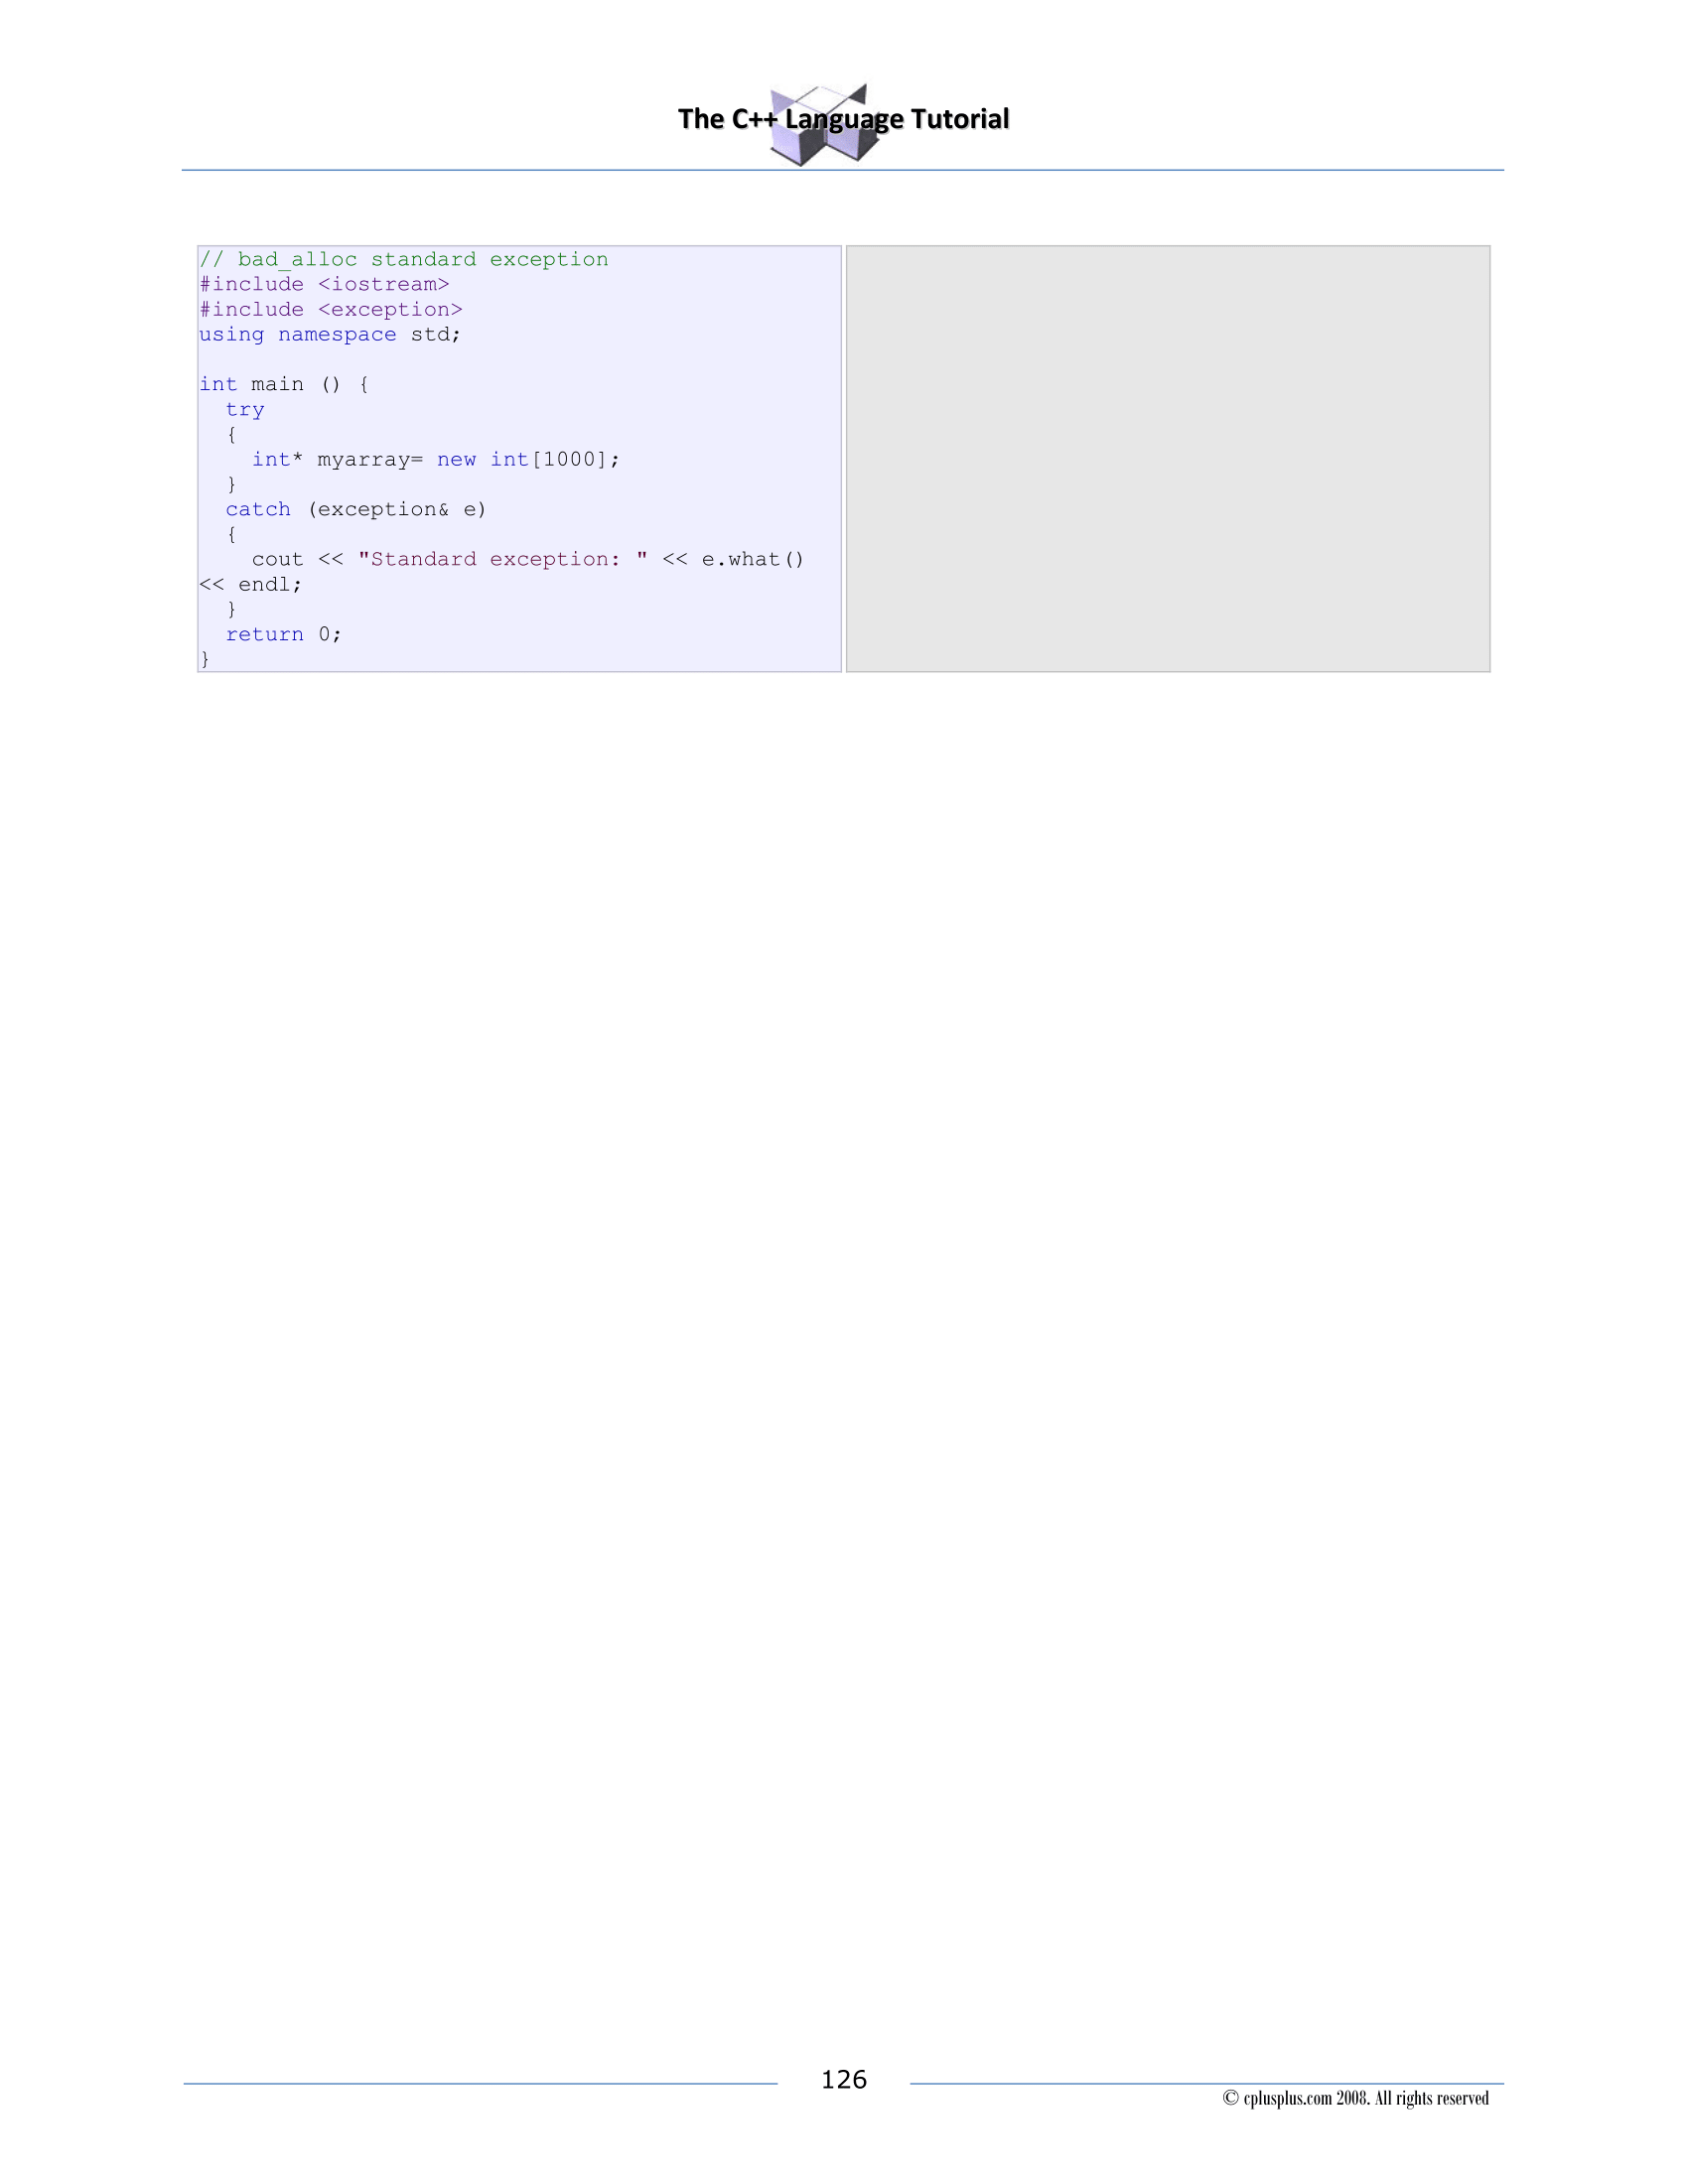 The C++ Language Tutorial
// bad_alloc standard exception
#include <iostream>
#include <exception>
using namespace std;

int main () {
  try
  {
    int* myarray= new int[1000];
  }
  catch (exception& e)
  {
    cout << "Standard exception: " << e.what()
<< endl;
  }
  return 0;
}
126
© cplusplus.com 2008. All rights reserved